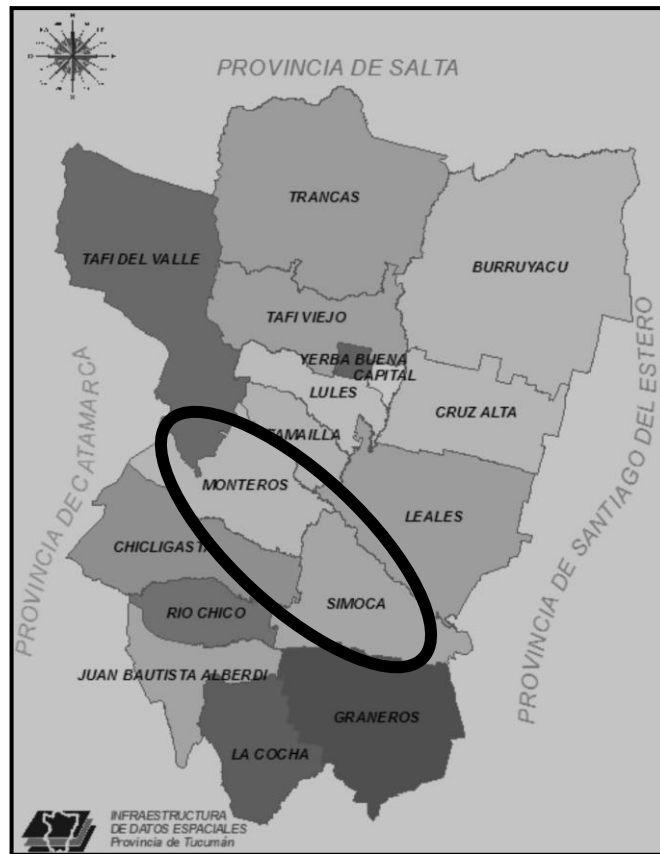 PROVINCIA DE SALTA
TRANCAS
TAFI DEL VALLE
BURRUYACU
TAFI VIEJO
YERBA BUENA
CAPITAL
LULES
CRUZ ALTA
PROVINCIA DE CATAMARCA
PROVINCIA DE SANTIAGO DEL ESTERO
MONTEROS
LEALES
CHICLIGASTA
SIMOCA
RIO CHICO
JUAN BAUTISTA ALBERDI
GRANEROS
LA COCHA
INFRAESTRUCTURA
DE DATOS ESPACIALES
Provincia de Tucumán